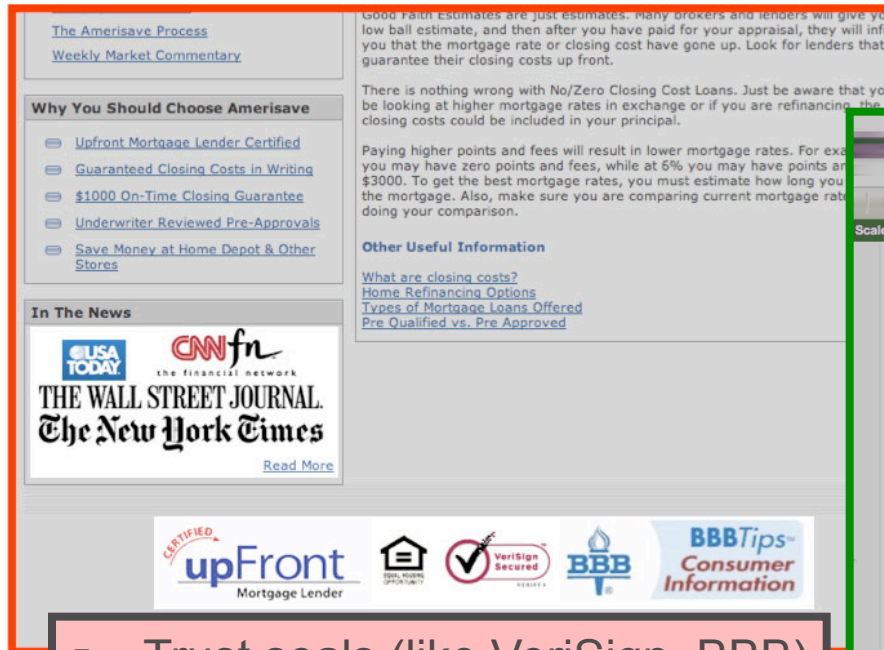 The Amerisave Process
Weekly Market Commentary
Why You Should Choose Amerisave
Upfront Mortgage Lender Certified
Guaranteed Closing Costs in Writing
$1000 On-Time Closing Guarantee
Underwriter Reviewed Pre-Approvals
Save Money at Home Depot & Other
Stores
In The News
USA
TODAY
CNNfn
the financial network
THE WALL STREET JOURNAL.
The New York Times
Read More
Good Faith Estimates are just estimates. Many brokers and lenders will give
low ball estimate, and then after you have paid for your appraisal, they will
you that the mortgage rate or closing cost have gone up. Look for lenders that
guarantee their closing costs up front.
There is nothing wrong with No/Zero Closing Cost Loans. Just be aware that
be looking at higher mortgage rates in exchange or if you are refinancing, the
closing costs could be included in your principal.
Paying higher points and fees will result in lower mortgage rates. For
you may have zero points and fees, while at 6% you may have points
$3000. To get the best mortgage rates, you must estimate how long you
the mortgage. Also, make sure you are comparing current mortgage
doing your comparison.
Other Useful Information
What are closing costs?
Home Refinancing Options
Types of Mortgage Loans Offered
Pre Qualified vs. Pre Approved
Scale
CERTIFIED
upFront
Mortgage Lender
EQUAL HOUSING
OPPORTUNITY
VeriSign
Secured
VERIFY
BBB
BBBTips
Consumer
Information
Trust seals (like VeriSign, BBB)